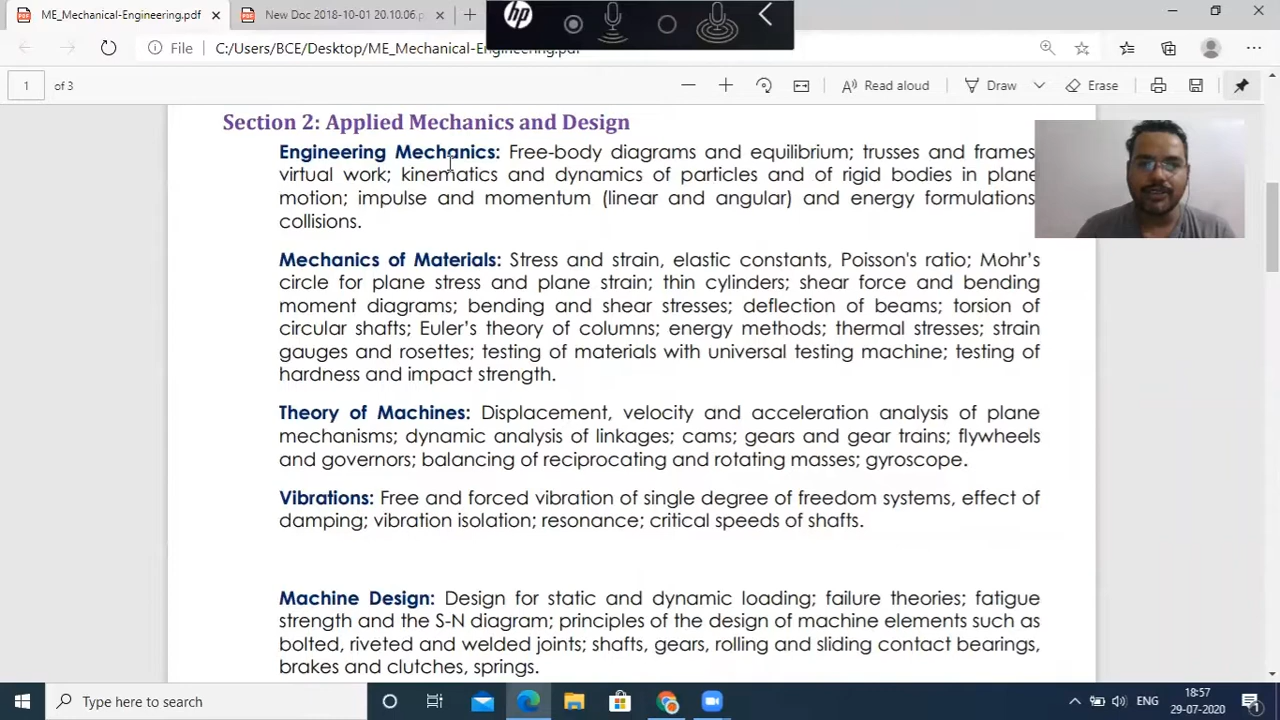 ME_Mechanical-Engineering.pdf
New Doc 2018-10-01 20.10.06.p
hp
File
C:/Users/BCE/Desktop/ME_Mechanical-Engineering.pdf
1 of 3
Read aloud
Draw
Erase
Section 2: Applied Mechanics and Design
Engineering Mechanics: Free-body diagrams and equilibrium; trusses and frames
virtual work; kinematics and dynamics of particles and of rigid bodies in plane
motion; impulse and momentum (linear and angular) and energy formulations
collisions.
Mechanics of Materials: Stress and strain, elastic constants, Poisson's ratio; Mohr’s
circle for plane stress and plane strain; thin cylinders; shear force and bending
moment diagrams; bending and shear stresses; deflection of beams; torsion of
circular shafts; Euler’s theory of columns; energy methods; thermal stresses; strain
gauges and rosettes; testing of materials with universal testing machine; testing of
hardness and impact strength.
Theory of Machines: Displacement, velocity and acceleration analysis of plane
mechanisms; dynamic analysis of linkages; cams; gears and gear trains; flywheels
and governors; balancing of reciprocating and rotating masses; gyroscope.
Vibrations: Free and forced vibration of single degree of freedom systems, effect of
damping; vibration isolation; resonance; critical speeds of shafts.
Machine Design: Design for static and dynamic loading; failure theories; fatigue
strength and the S-N diagram; principles of the design of machine elements such as
bolted, riveted and welded joints; shafts, gears, rolling and sliding contact bearings,
brakes and clutches, springs.
Type here to search
ENG
18:57
29-07-2020